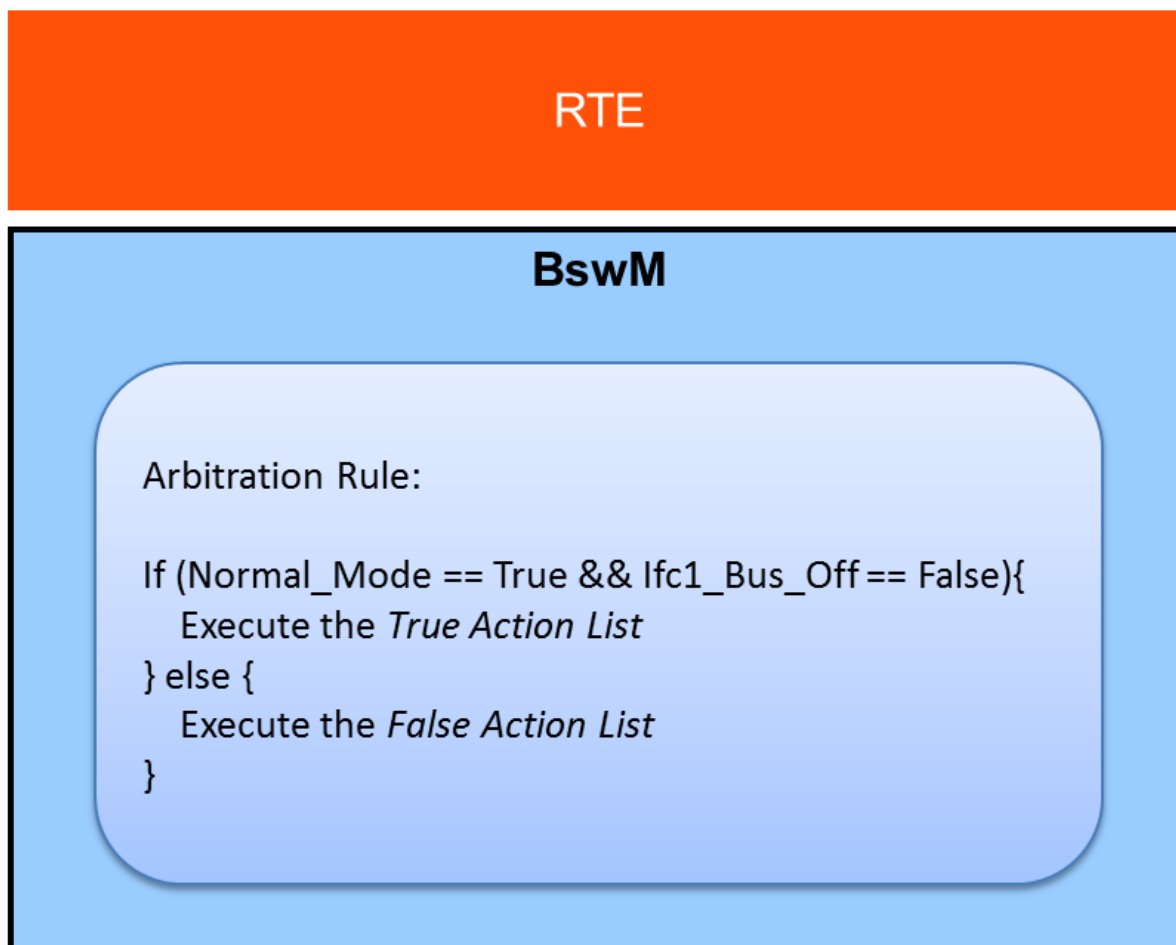 RTE
BswM
Arbitration Rule:
If (Normal_Mode == True && Ifc1_Bus_Off == False){
Execute the True Action List
} else {
Execute the False Action List
}